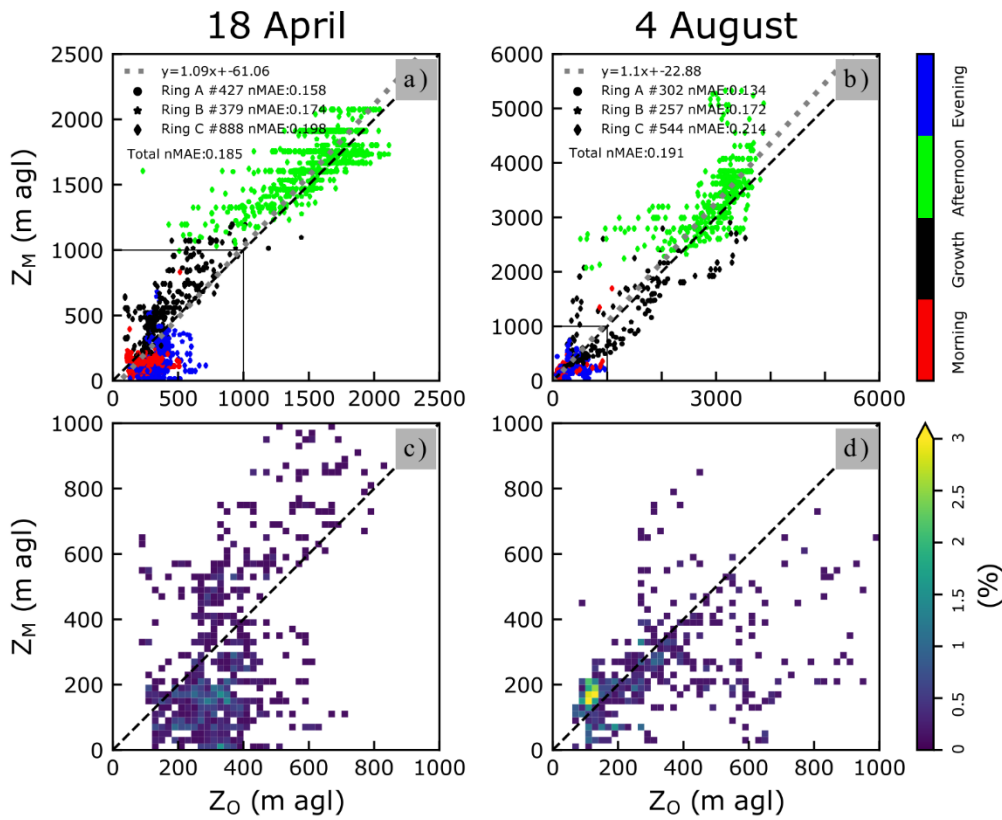 18 April
4 August
2500
2000
1500
1000
500
0
Z_M (m agl)
y=1.09x+-61.06
Ring A #427 nMAE:0.158
Ring B #379 nMAE:0.174
Ring C #888 nMAE:0.198
Total nMAE:0.185
a)
0 500 1000 1500 2000 2500
6000
5000
4000
3000
2000
1000
0
y=1.1x+-22.88
Ring A #302 nMAE:0.134
Ring B #257 nMAE:0.172
Ring C #544 nMAE:0.214
Total nMAE:0.191
b)
0 3000 6000
Evening
Afternoon
Growth
Morning
1000
800
600
400
200
0
Z_M (m agl)
c)
0 200 400 600 800 1000
Z_O (m agl)
1000
800
600
400
200
0
d)
0 200 400 600 800 1000
Z_O (m agl)
3
2.5
2
1.5
1
0.5
0
(%)